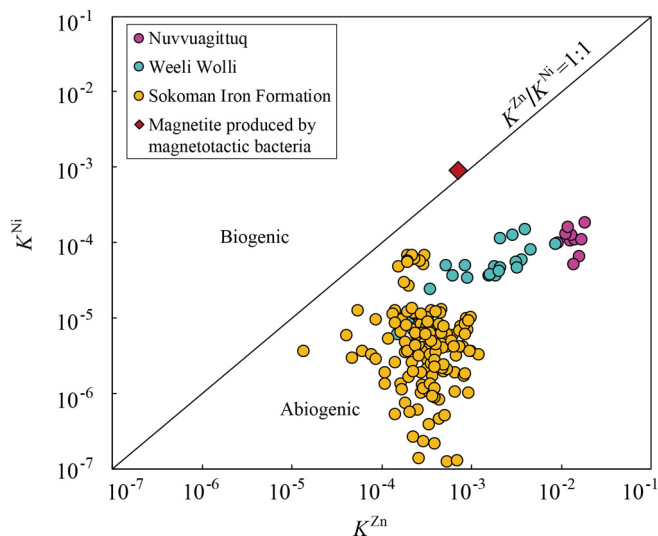 10⁻¹
10⁻²
10⁻³
10⁻⁴
10⁻⁵
10⁻⁶
10⁻⁷
K^Ni
Nuvvuagittuq
Weeli Wolli
Sokoman Iron Formation
Magnetite produced by
magnetotactic bacteria
K^Zn/K^Ni=1:1
Biogenic
Abiogenic
10⁻⁷ 10⁻⁶ 10⁻⁵ 10⁻⁴ 10⁻³ 10⁻² 10⁻¹
K^Zn